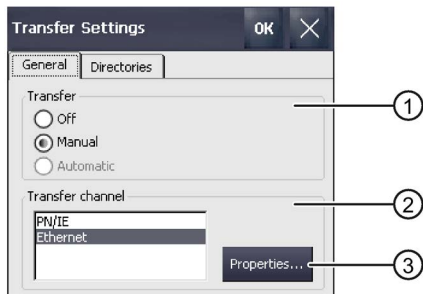 Transfer Settings OK
General Directories
Transfer
Off
Manual
Automatic
1
Transfer channel
PN/IE
Ethernet
2
Properties...
3